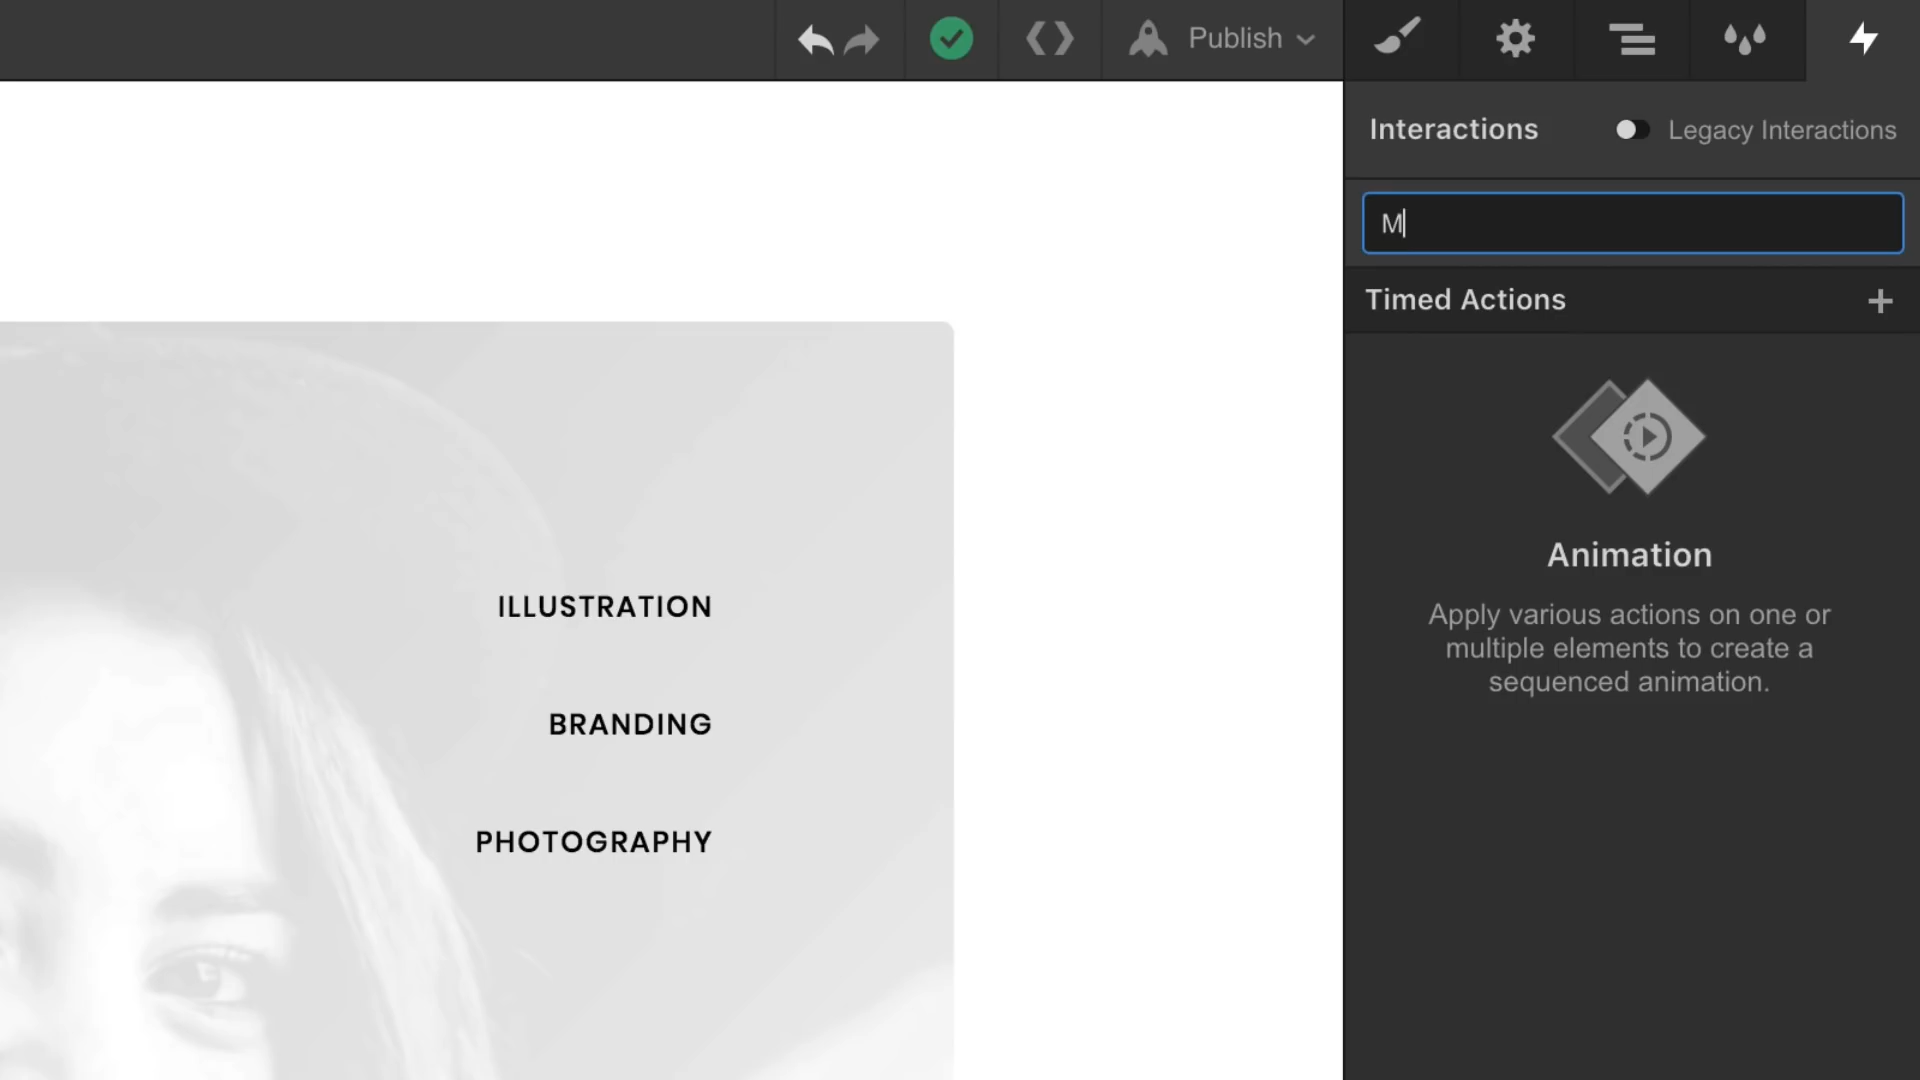 Publish
Interactions
Legacy Interactions
M
Timed Actions
Animation
Apply various actions on one or
multiple elements to create a
sequenced animation.
ILLUSTRATION
BRANDING
PHOTOGRAPHY